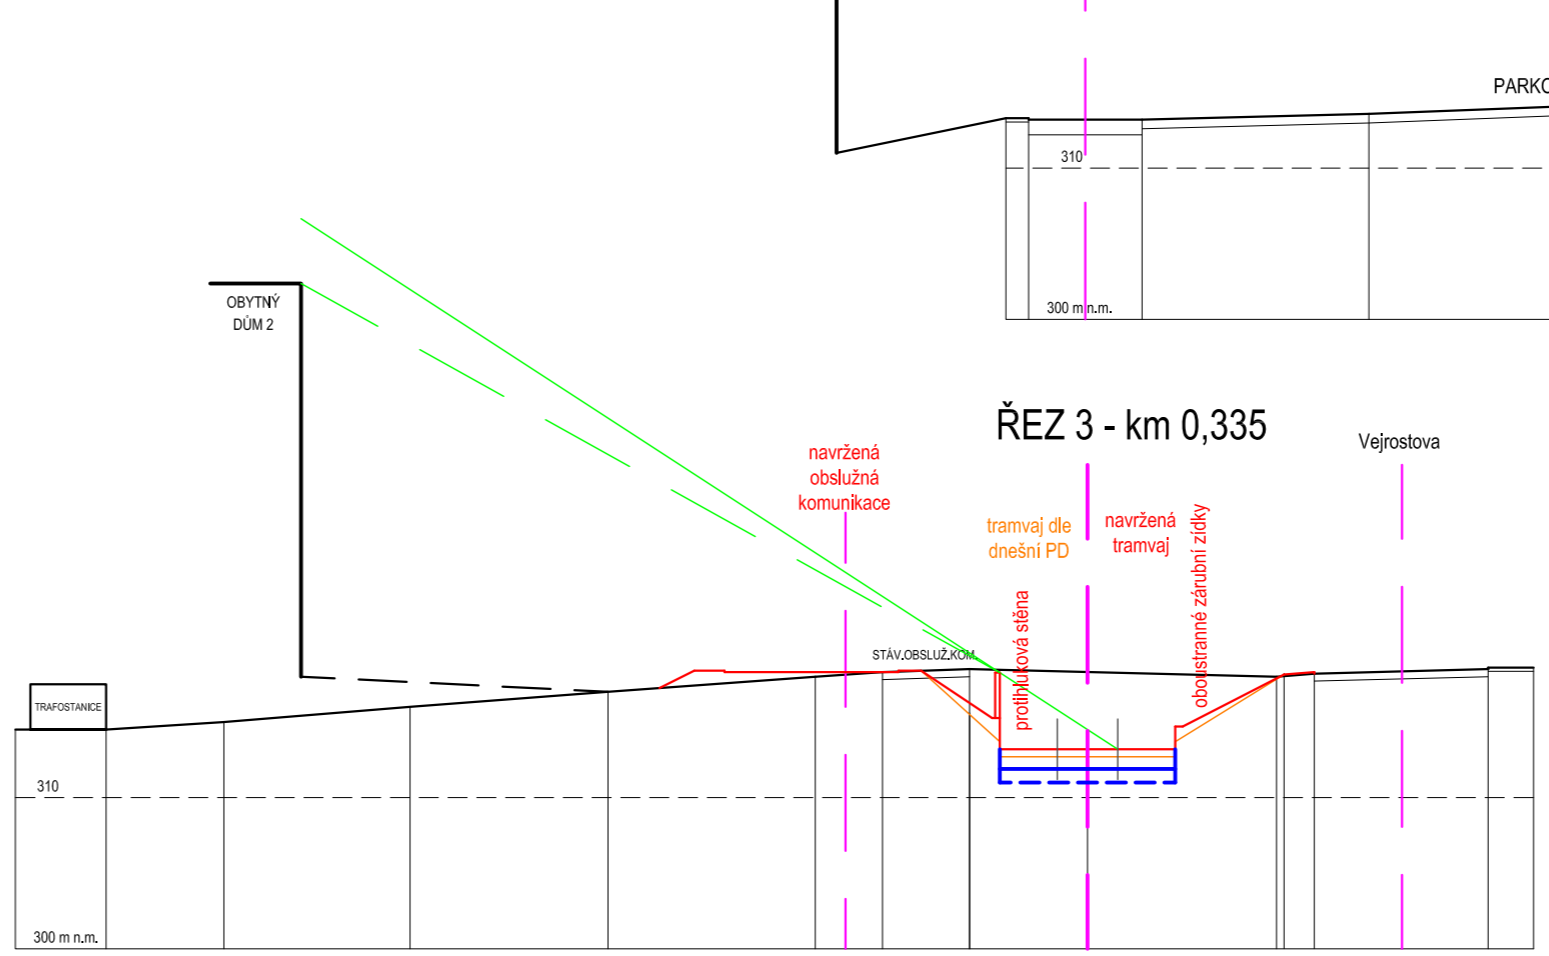 PARKO
310
300 m n.m.
OBYTNÝ
DŮM 2
ŘEZ 3 - km 0,335
Vejrostova
navržená
obslužná
komunikace
tramvaj dle
dnešní PD
navržená
tramvaj
oboustranné zárubní zídky
protihluková stěna
STÁV.OBSLUŽ.KOM.
TRAFOSTANICE
310
300 m n.m.